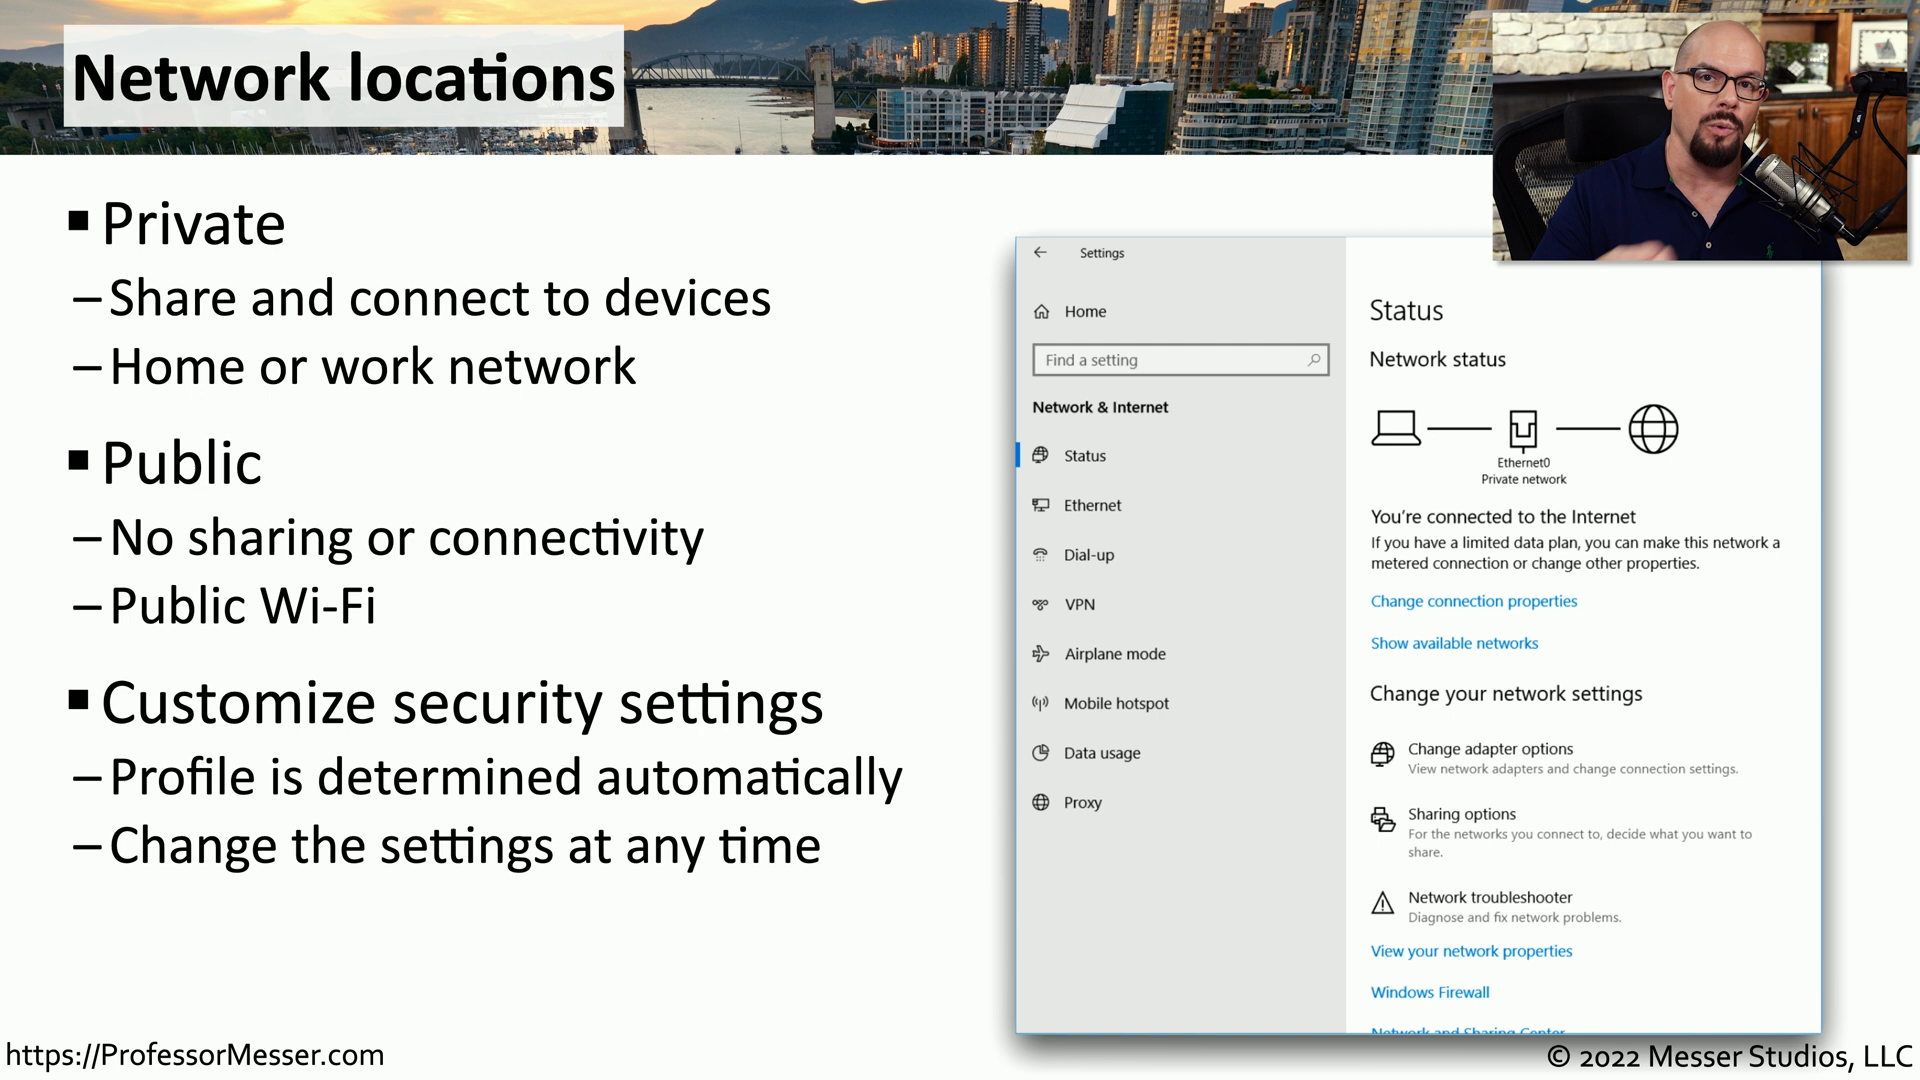 Network locations
▪ Private
– Share and connect to devices
– Home or work network
▪ Public
– No sharing or connectivity
– Public Wi-Fi
▪ Customize security settings
– Profile is determined automatically
– Change the settings at any time
Settings
Home
Find a setting
Network & Internet
Status
Ethernet
Dial-up
VPN
Airplane mode
Mobile hotspot
Data usage
Proxy
Status
Network status
Ethernet0
Private network
You're connected to the Internet
If you have a limited data plan, you can make this network a
metered connection or change other properties.
Change connection properties
Show available networks
Change your network settings
Change adapter options
View network adapters and change connection settings.
Sharing options
For the networks you connect to, decide what you want to
share.
Network troubleshooter
Diagnose and fix network problems.
View your network properties
Windows Firewall
Network and Sharing Center
https://ProfessorMesser.com
© 2022 Messer Studios, LLC